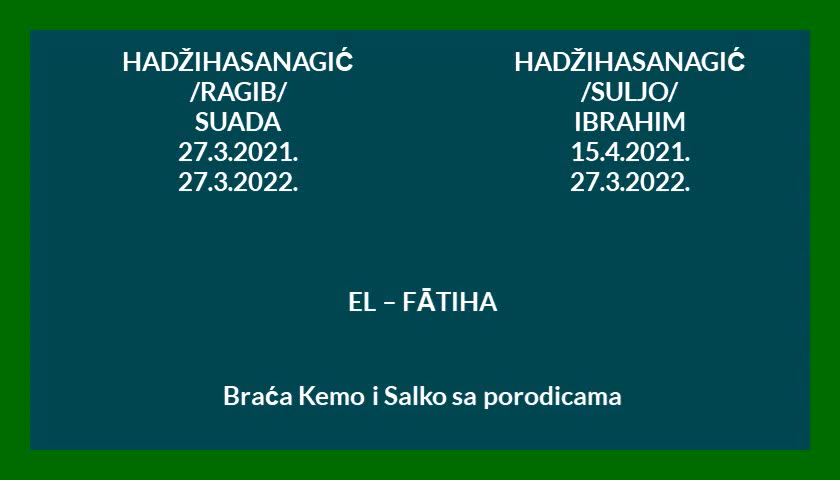 HADŽIHASANAGIĆ
/RAGIB/
SUADA
27.3.2021.
27.3.2022.
HADŽIHASANAGIĆ
/SULJO/
IBRAHIM
15.4.2021.
27.3.2022.
EL – FĀTIHA
Braća Kemo i Salko sa porodicama